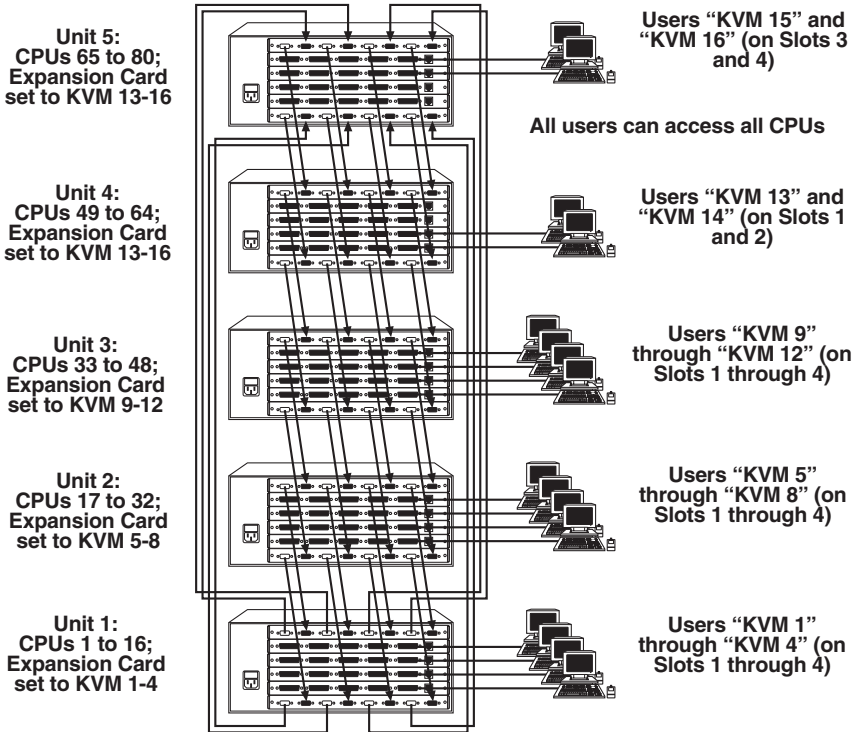 Unit 5:
CPUs 65 to 80;
Expansion Card
set to KVM 13-16
Users “KVM 15” and
“KVM 16” (on Slots 3
and 4)
All users can access all CPUs
Unit 4:
CPUs 49 to 64;
Expansion Card
set to KVM 13-16
Users “KVM 13” and
“KVM 14” (on Slots 1
and 2)
Unit 3:
CPUs 33 to 48;
Expansion Card
set to KVM 9-12
Users “KVM 9”
through “KVM 12” (on
Slots 1 through 4)
Unit 2:
CPUs 17 to 32;
Expansion Card
set to KVM 5-8
Users “KVM 5”
through “KVM 8” (on
Slots 1 through 4)
Unit 1:
CPUs 1 to 16;
Expansion Card
set to KVM 1-4
Users “KVM 1”
through “KVM 4” (on
Slots 1 through 4)